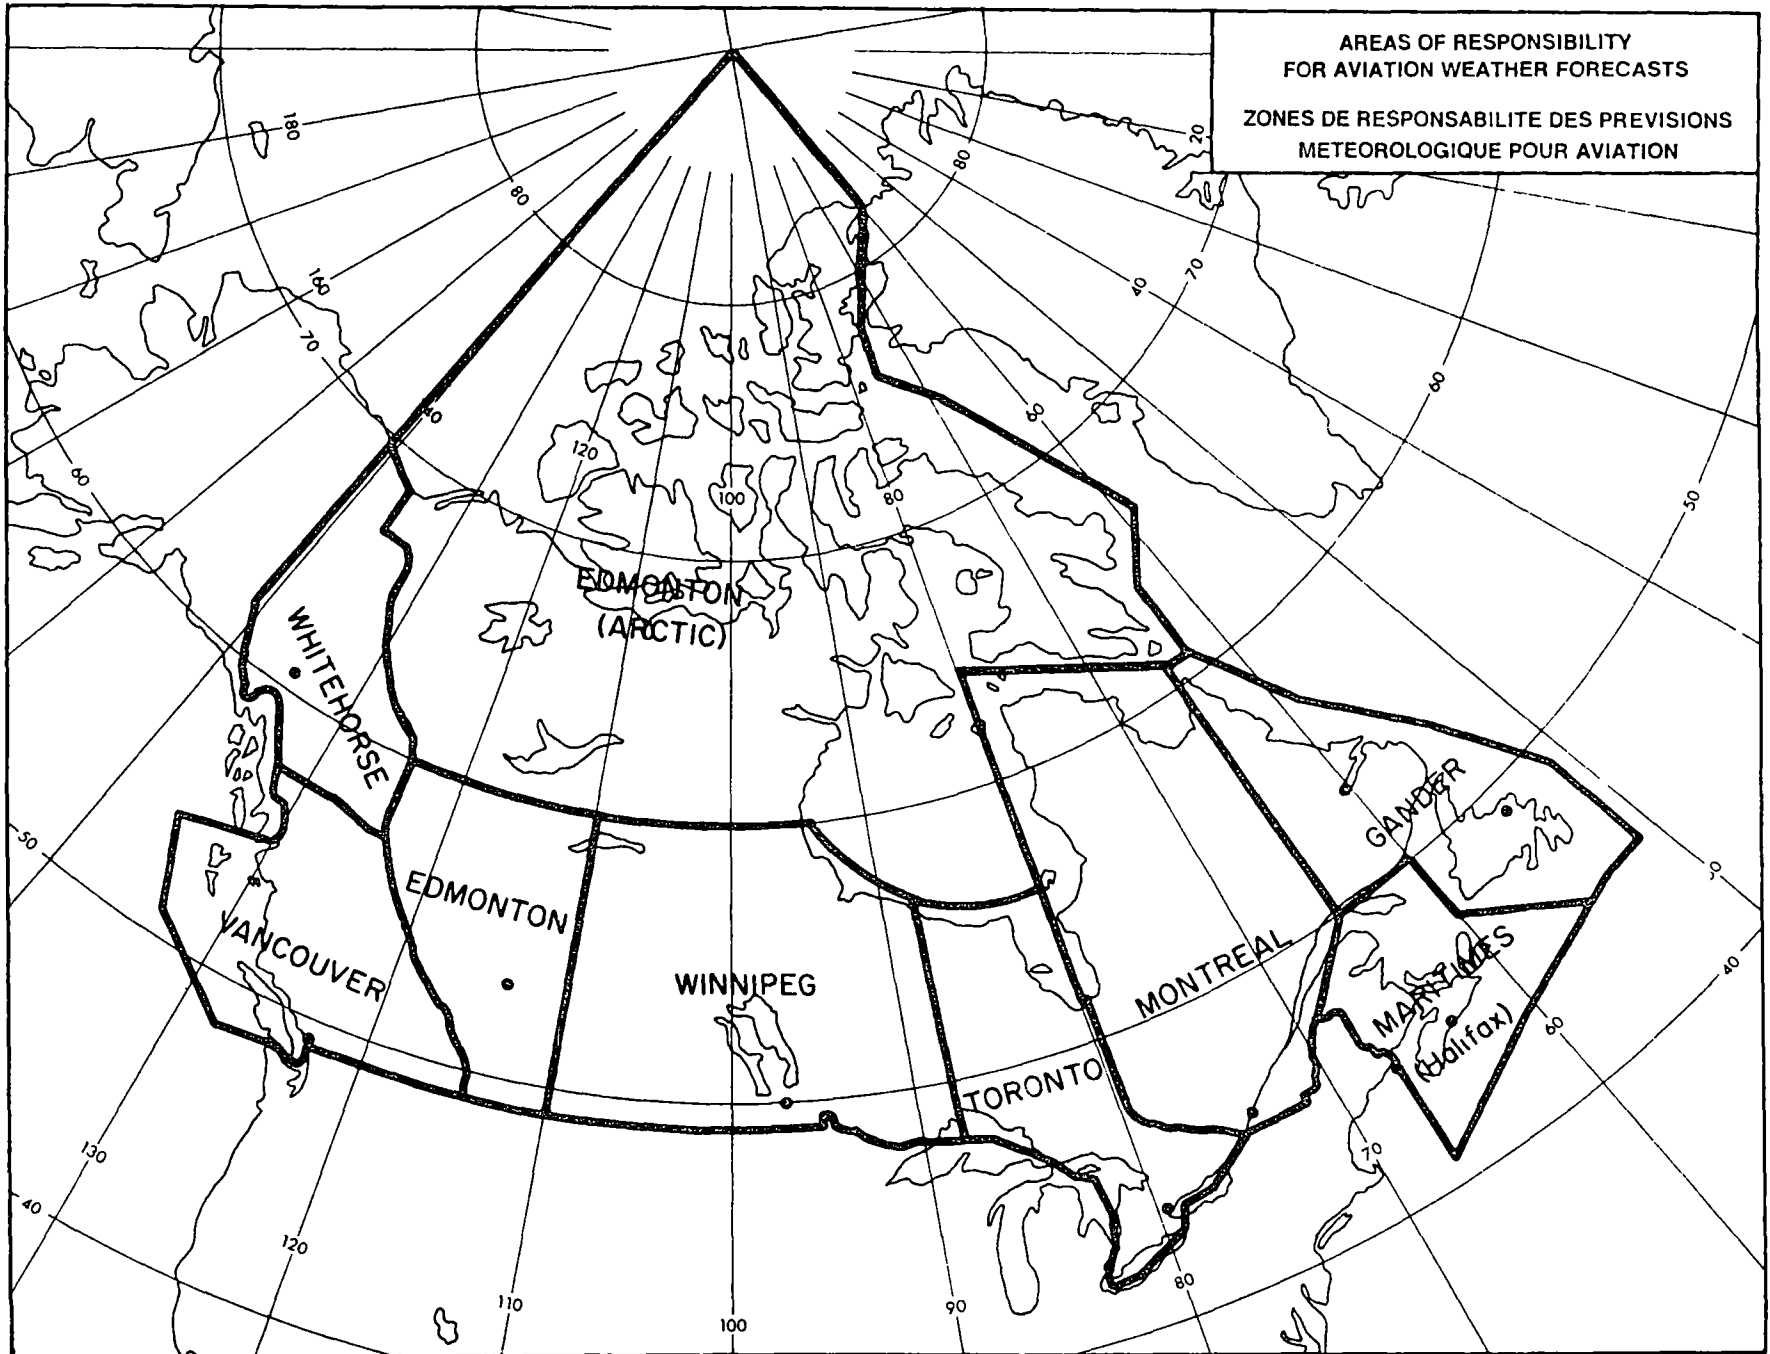 AREAS OF RESPONSIBILITY
FOR AVIATION WEATHER FORECASTS
ZONES DE RESPONSABILITE DES PREVISIONS
METEOROLOGIQUE POUR AVIATION
20
180
80
80
160
40
70
70
60
60
40
120
100
80
60
50
EDMONTON
(ARCTIC)
WHITEHORSE
GANDER
50
EDMONTON
VANCOUVER
WINNIPEG
MONTREAL
MARITIMES
(Halifax)
40
60
TORONTO
130
70
40
120
80
110
90
100